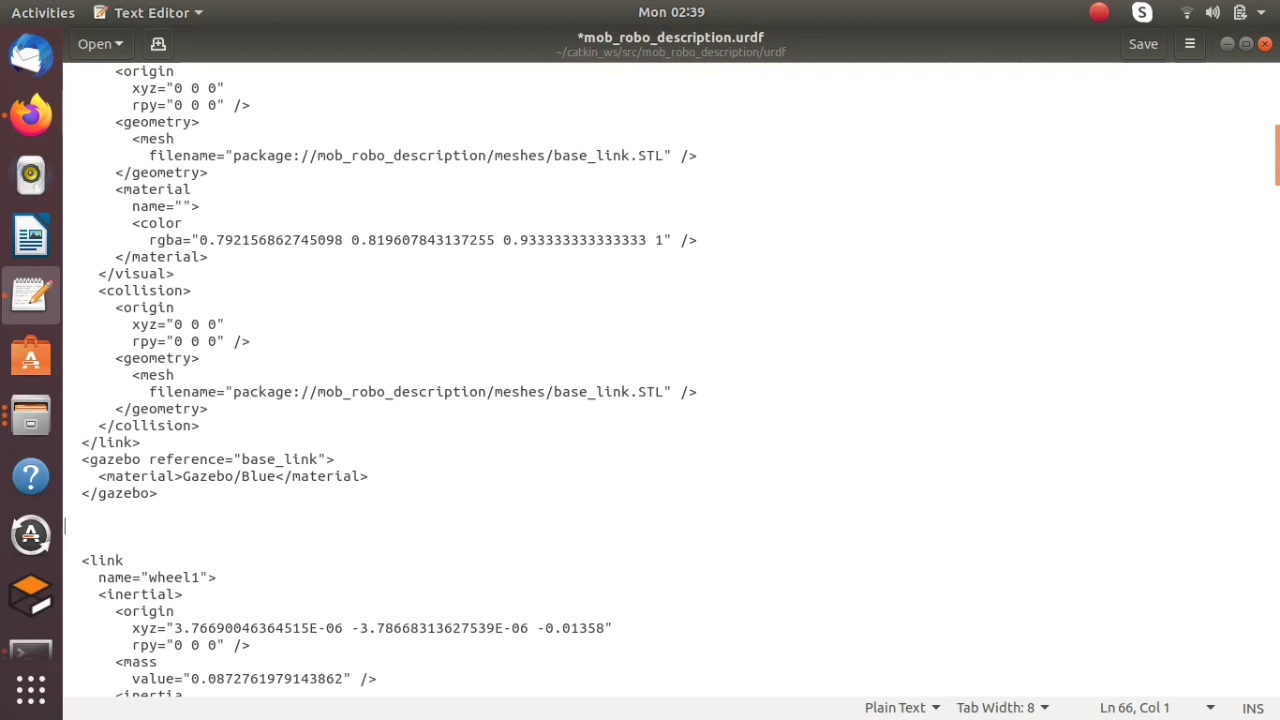 Activities Text Editor Mon 02:39
Open *mob_robo_description.urdf Save
~/catkin_ws/src/mob_robo_description/urdf
<origin
xyz="0 0 0"
rpy="0 0 0" />
<geometry>
<mesh
filename="package://mob_robo_description/meshes/base_link.STL" />
</geometry>
<material
name="">
<color
rgba="0.792156862745098 0.819607843137255 0.933333333333333 1" />
</material>
</visual>
<collision>
<origin
xyz="0 0 0"
rpy="0 0 0" />
<geometry>
<mesh
filename="package://mob_robo_description/meshes/base_link.STL" />
</geometry>
</collision>
</link>
<gazebo reference="base_link">
<material>Gazebo/Blue</material>
</gazebo>
<link
name="wheel1">
<inertial>
<origin
xyz="3.76690046364515E-06 -3.78668313627539E-06 -0.01358"
rpy="0 0 0" />
<mass
value="0.0872761979143862" />
<inertia
Plain Text Tab Width: 8 Ln 66, Col 1 INS